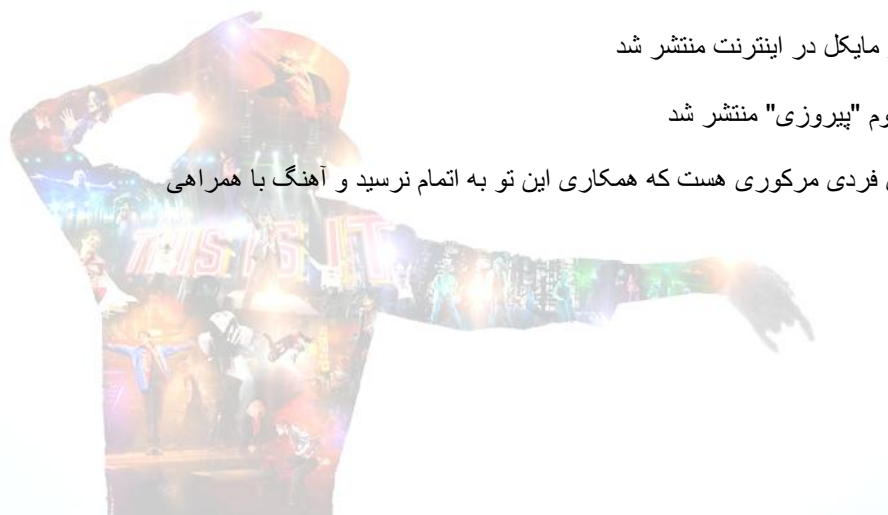 مایکل در اینترنت منتشر شد
"پیروزی" منتشر شد
فردی مرکوری هست که همکاری این تو به اتمام نرسید و آهنگ با همراهی
THIS IS IT